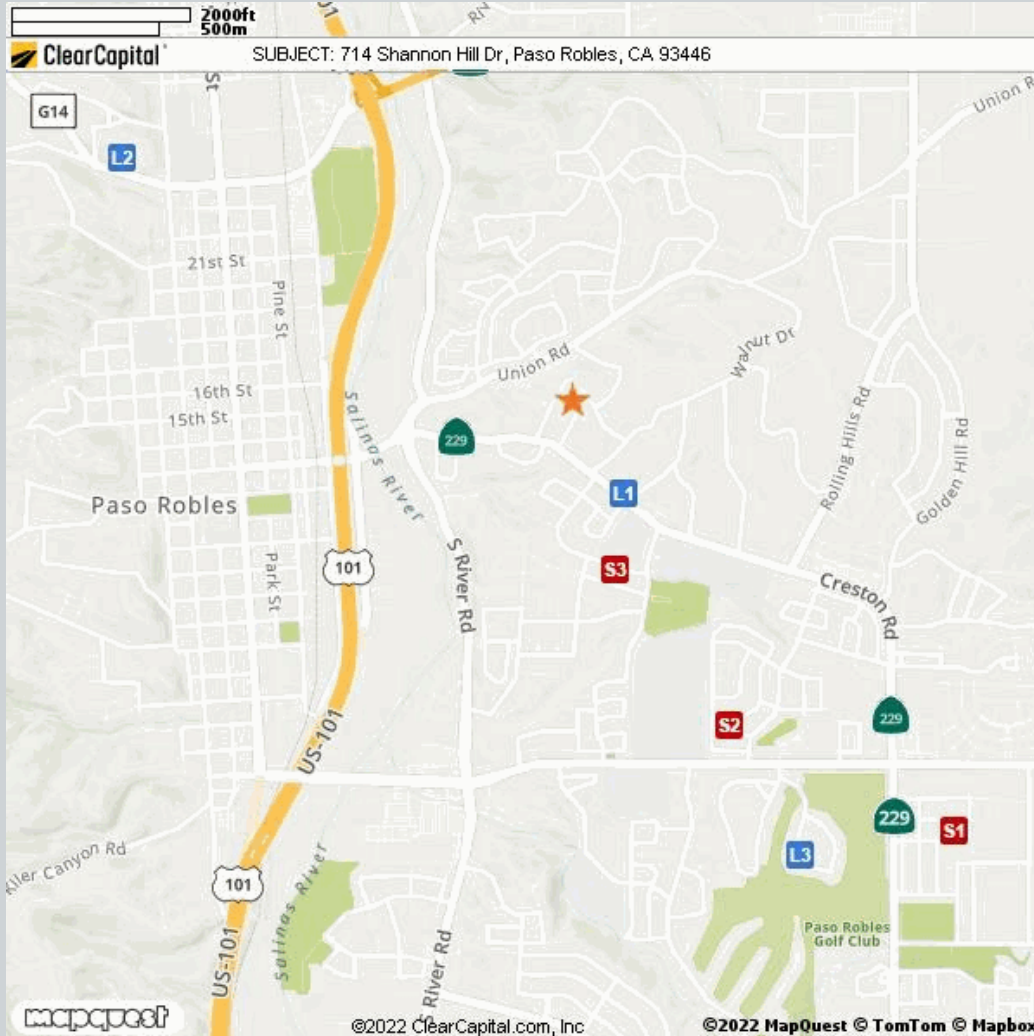 2000ft
500m
ClearCapital
SUBJECT: 714 Shannon Hill Dr, Paso Robles, CA 93446
G14
L2
Union
21st St
Pine St
Walnut Dr
Union Rd
16th St
15th St
Salinas River
229
Rolling Hills Rd
Golden Hill Rd
L1
Paso Robles
101
Park St
S River Rd
S3
Creston Rd
S2
229
US-101
229
S1
L3
101
Salinas River
Paso Robles
Golf Club
US-101
S River Rd
mapquest
©2022 ClearCapital.com, Inc
©2022 MapQuest © TomTom © Mapbox